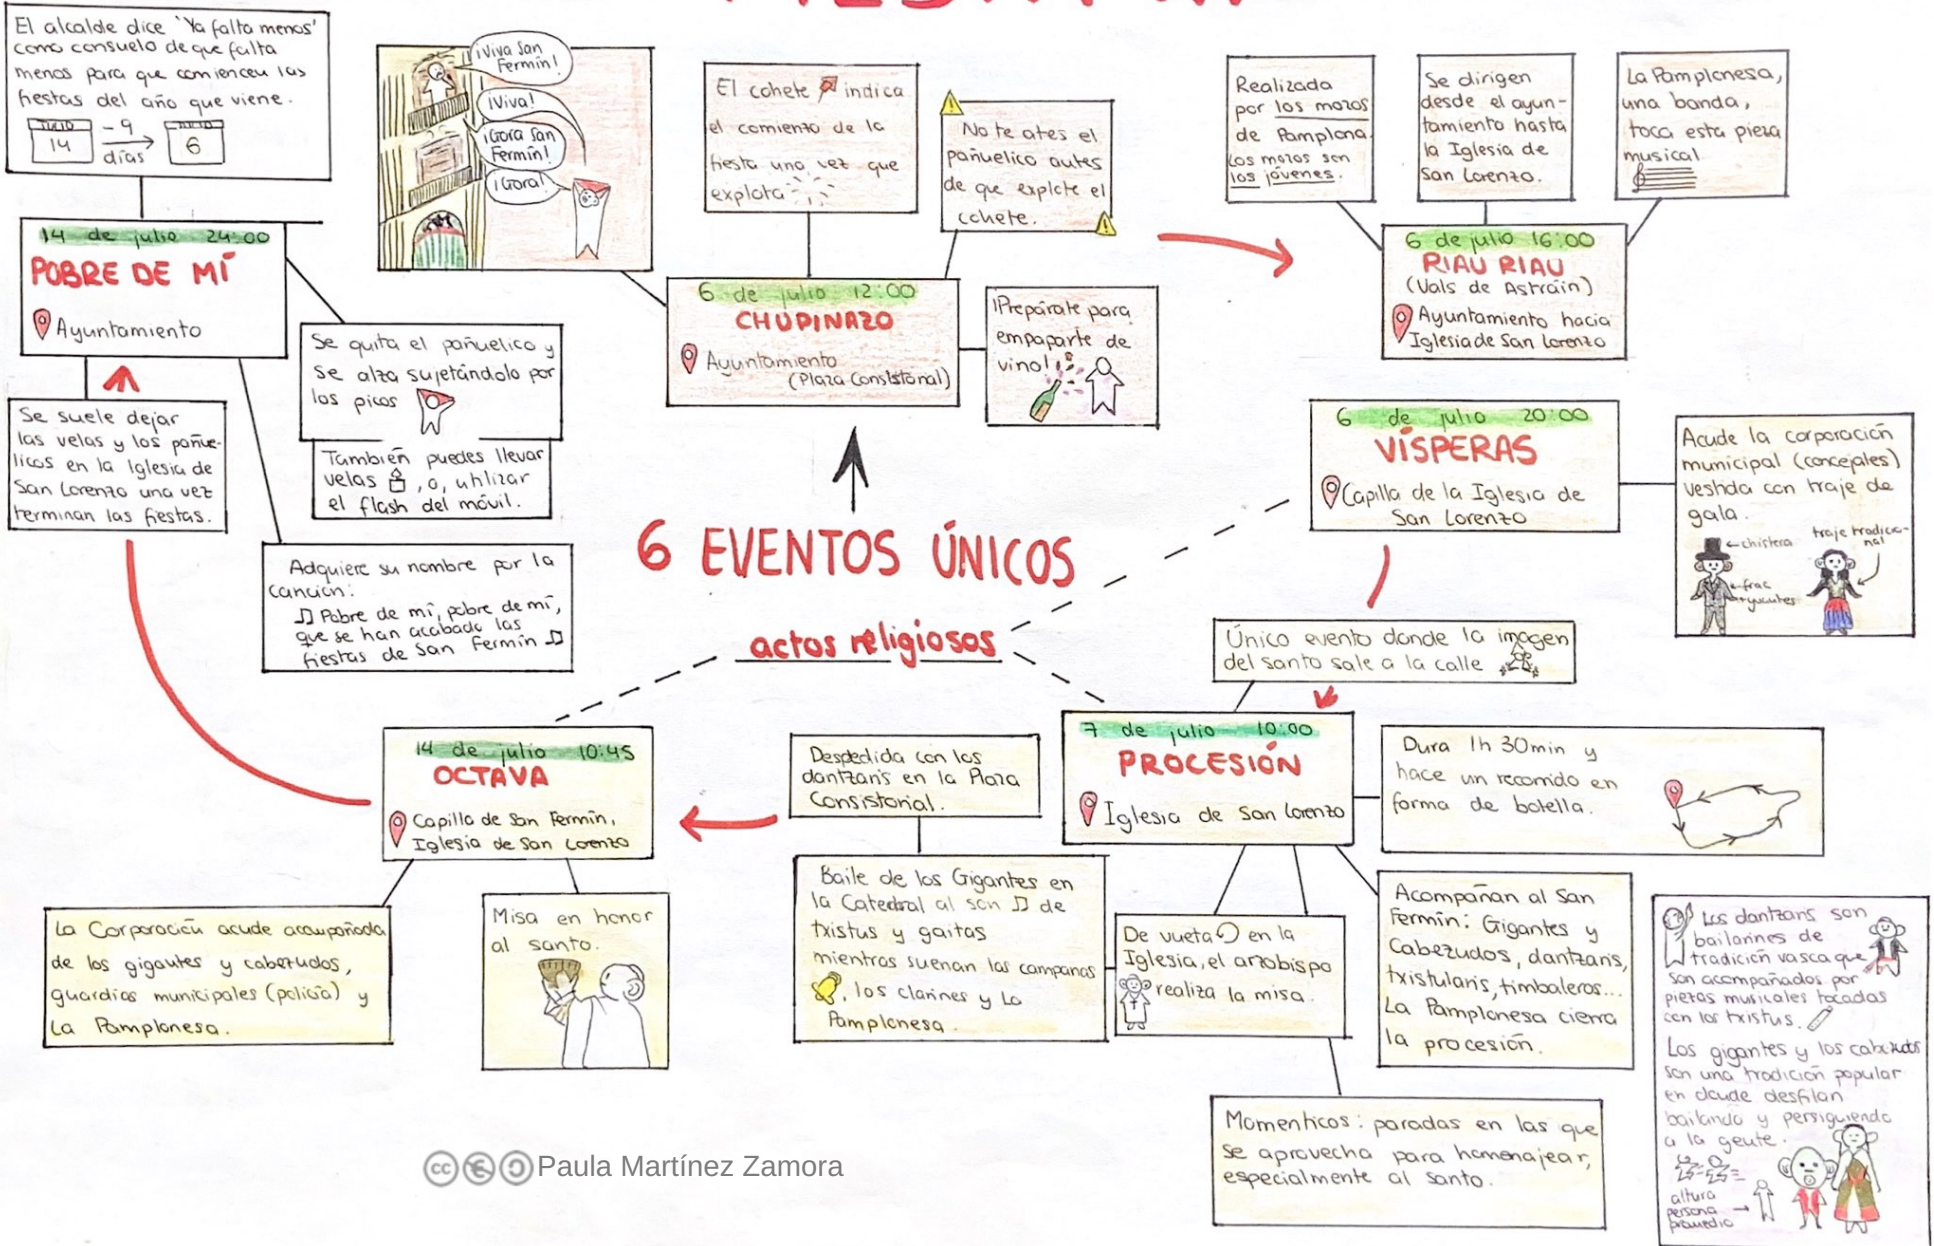 El alcalde dice 'Ya falta menos'
como consuelo de que falta
menos para que comiencen las
fiestas del año que viene.
JULIO
14
-9
días
JULIO
6
14 de julio 24:00
POBRE DE MÍ
Ayuntamiento
Se suele dejar
las velas y los pañue-
licos en la Iglesia de
San Lorenzo una vez
terminan las fiestas.
Se quita el pañuelico y
se alza sujetándolo por
los picos
También puedes llevar
velas , o, utilizar
el flash del móvil.
Adquiere su nombre por la
canción:
♫ Pobre de mí, pobre de mí,
que se han acabado las
fiestas de San Fermín ♫
¡Viva San
Fermín!
¡Viva!
¡Gora San
Fermín!
¡Gora!
El cohete indica
el comienzo de la
fiesta una vez que
explota
No te ates el
pañuelico antes
de que explote el
cohete.
6 de julio 12:00
CHUPINAZO
Ayuntamiento
(Plaza Consistorial)
¡Prepárate para
empaparte de
vino!
Realizada
por los mozos
de Pamplona.
Los mozos son
los jóvenes.
Se dirigen
desde el ayun-
tamiento hasta
la Iglesia de
San Lorenzo.
La Pamplonesa,
una banda,
toca esta pieza
musical
6 de julio 16:00
RIAU RIAU
(Vals de Astráin)
Ayuntamiento hacia
Iglesia de San Lorenzo
6 de julio 20:00
VÍSPERAS
Capilla de la Iglesia de
San Lorenzo
Acude la corporación
municipal (concejales)
vestida con traje de
gala.
chistera
traje tradicio-
nal
frac
+guantes
6 EVENTOS ÚNICOS
actos religiosos
Único evento donde la imagen
del santo sale a la calle
7 de julio 10:00
PROCESIÓN
Iglesia de San Lorenzo
Dura 1h 30min y
hace un recorrido en
forma de botella.
Acompañan al San
Fermín: Gigantes y
Cabezudos, dantzaris,
txistularis, timbaleros...
La Pamplonesa cierra
la procesión.
De vueta en la
Iglesia, el arzobispo
realiza la misa.
Momenticos: paradas en las que
se aprovecha para homenajear,
especialmente al santo.
Baile de los Gigantes en
la Catedral al son ♫ de
txistus y gaitas
mientras suenan las campanas
, los clarines y La
Pamplonesa.
Despedida con los
dantzaris en la Plaza
Consistorial.
14 de julio 10:45
OCTAVA
Capilla de San Fermín,
Iglesia de San Lorenzo
La Corporación acude acompañada
de los gigantes y cabezudos,
guardias municipales (policía) y
La Pamplonesa.
Misa en honor
al santo.
Los dantzaris son
bailarines de
tradición vasca que
son acompañados por
piezas musicales tocadas
con los txistus.
Los gigantes y los cabezudos
son una tradición popular
en donde desfilan
bailando y persiguiendo
a la gente.
altura
persona
promedio
cc Paula Martínez Zamora